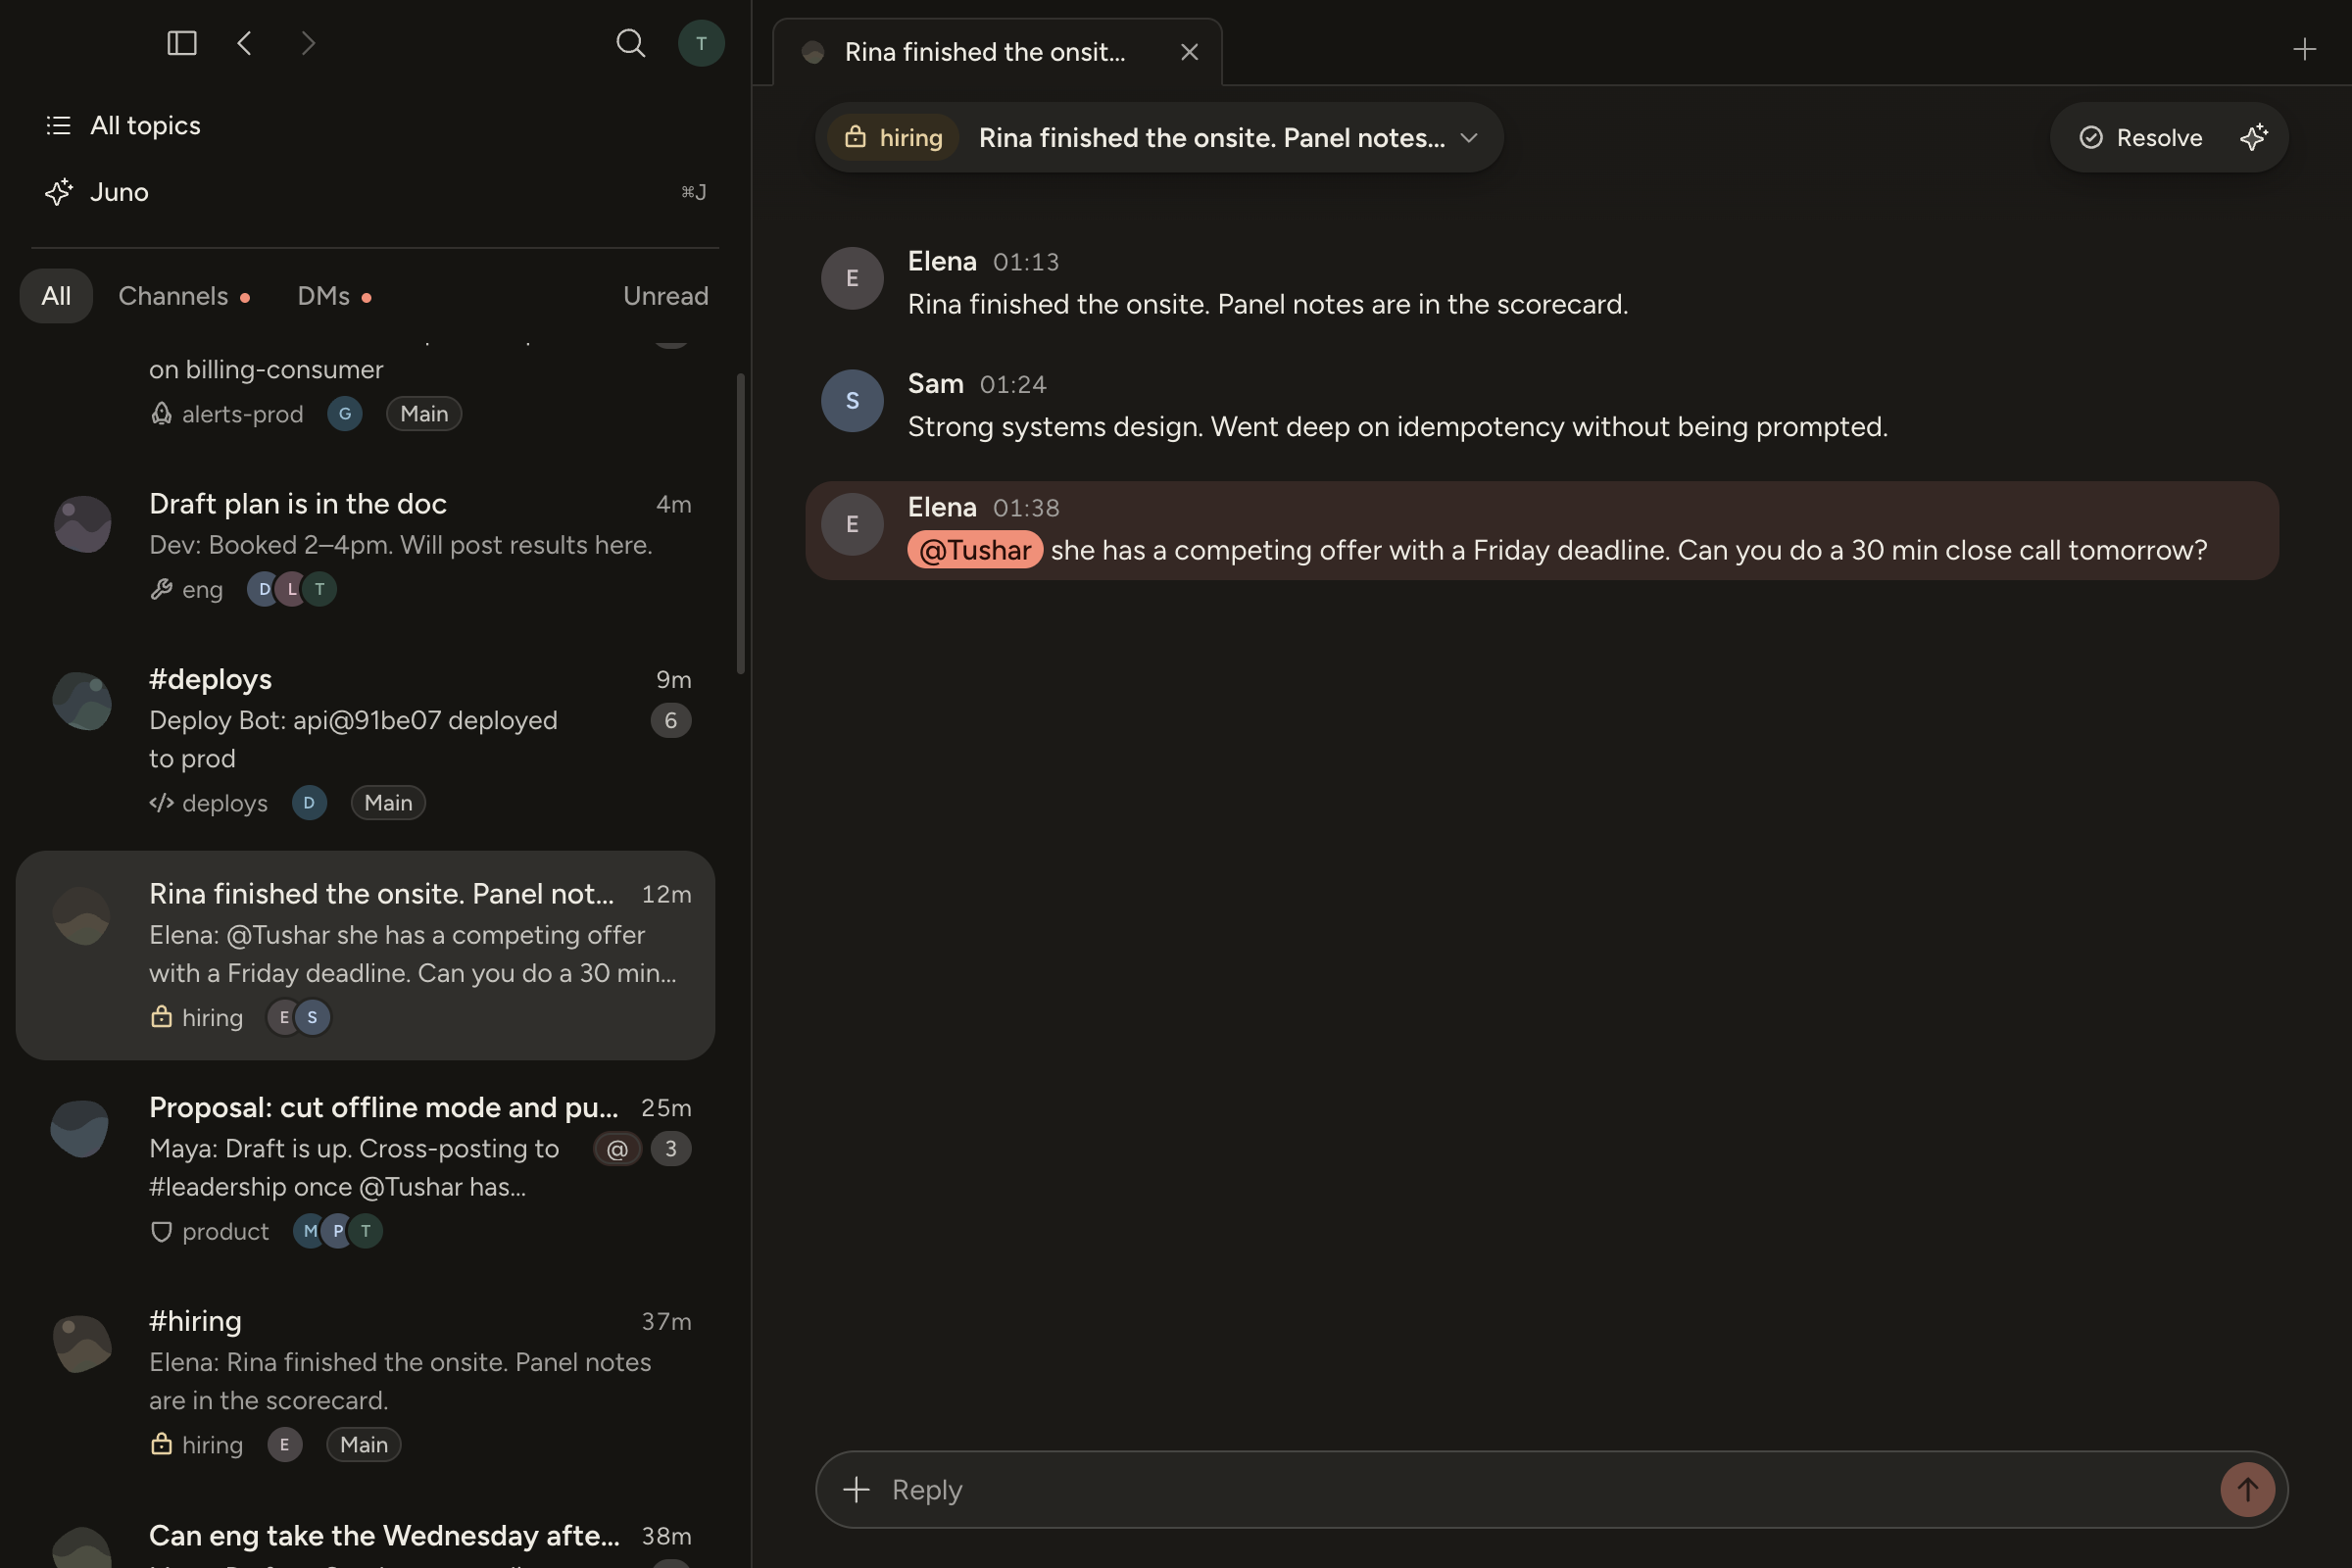 T
All topics
Juno
⌘J
All
Channels
DMs
Unread
on billing-consumer
alerts-prod
G
Main
Draft plan is in the doc
4m
Dev: Booked 2–4pm. Will post results here.
eng
D
L
T
#deploys
9m
Deploy Bot: api@91be07 deployed
6
to prod
deploys
D
Main
Rina finished the onsite. Panel not...
12m
Elena: @Tushar she has a competing offer
with a Friday deadline. Can you do a 30 min...
hiring
E
S
Proposal: cut offline mode and pu...
25m
Maya: Draft is up. Cross-posting to
@
3
#leadership once @Tushar has...
product
M
P
T
#hiring
37m
Elena: Rina finished the onsite. Panel notes
are in the scorecard.
hiring
E
Main
Can eng take the Wednesday afte...
38m
Rina finished the onsit...
hiring
Rina finished the onsite. Panel notes...
Resolve
E
Elena 01:13
Rina finished the onsite. Panel notes are in the scorecard.
S
Sam 01:24
Strong systems design. Went deep on idempotency without being prompted.
E
Elena 01:38
@Tushar she has a competing offer with a Friday deadline. Can you do a 30 min close call tomorrow?
Reply